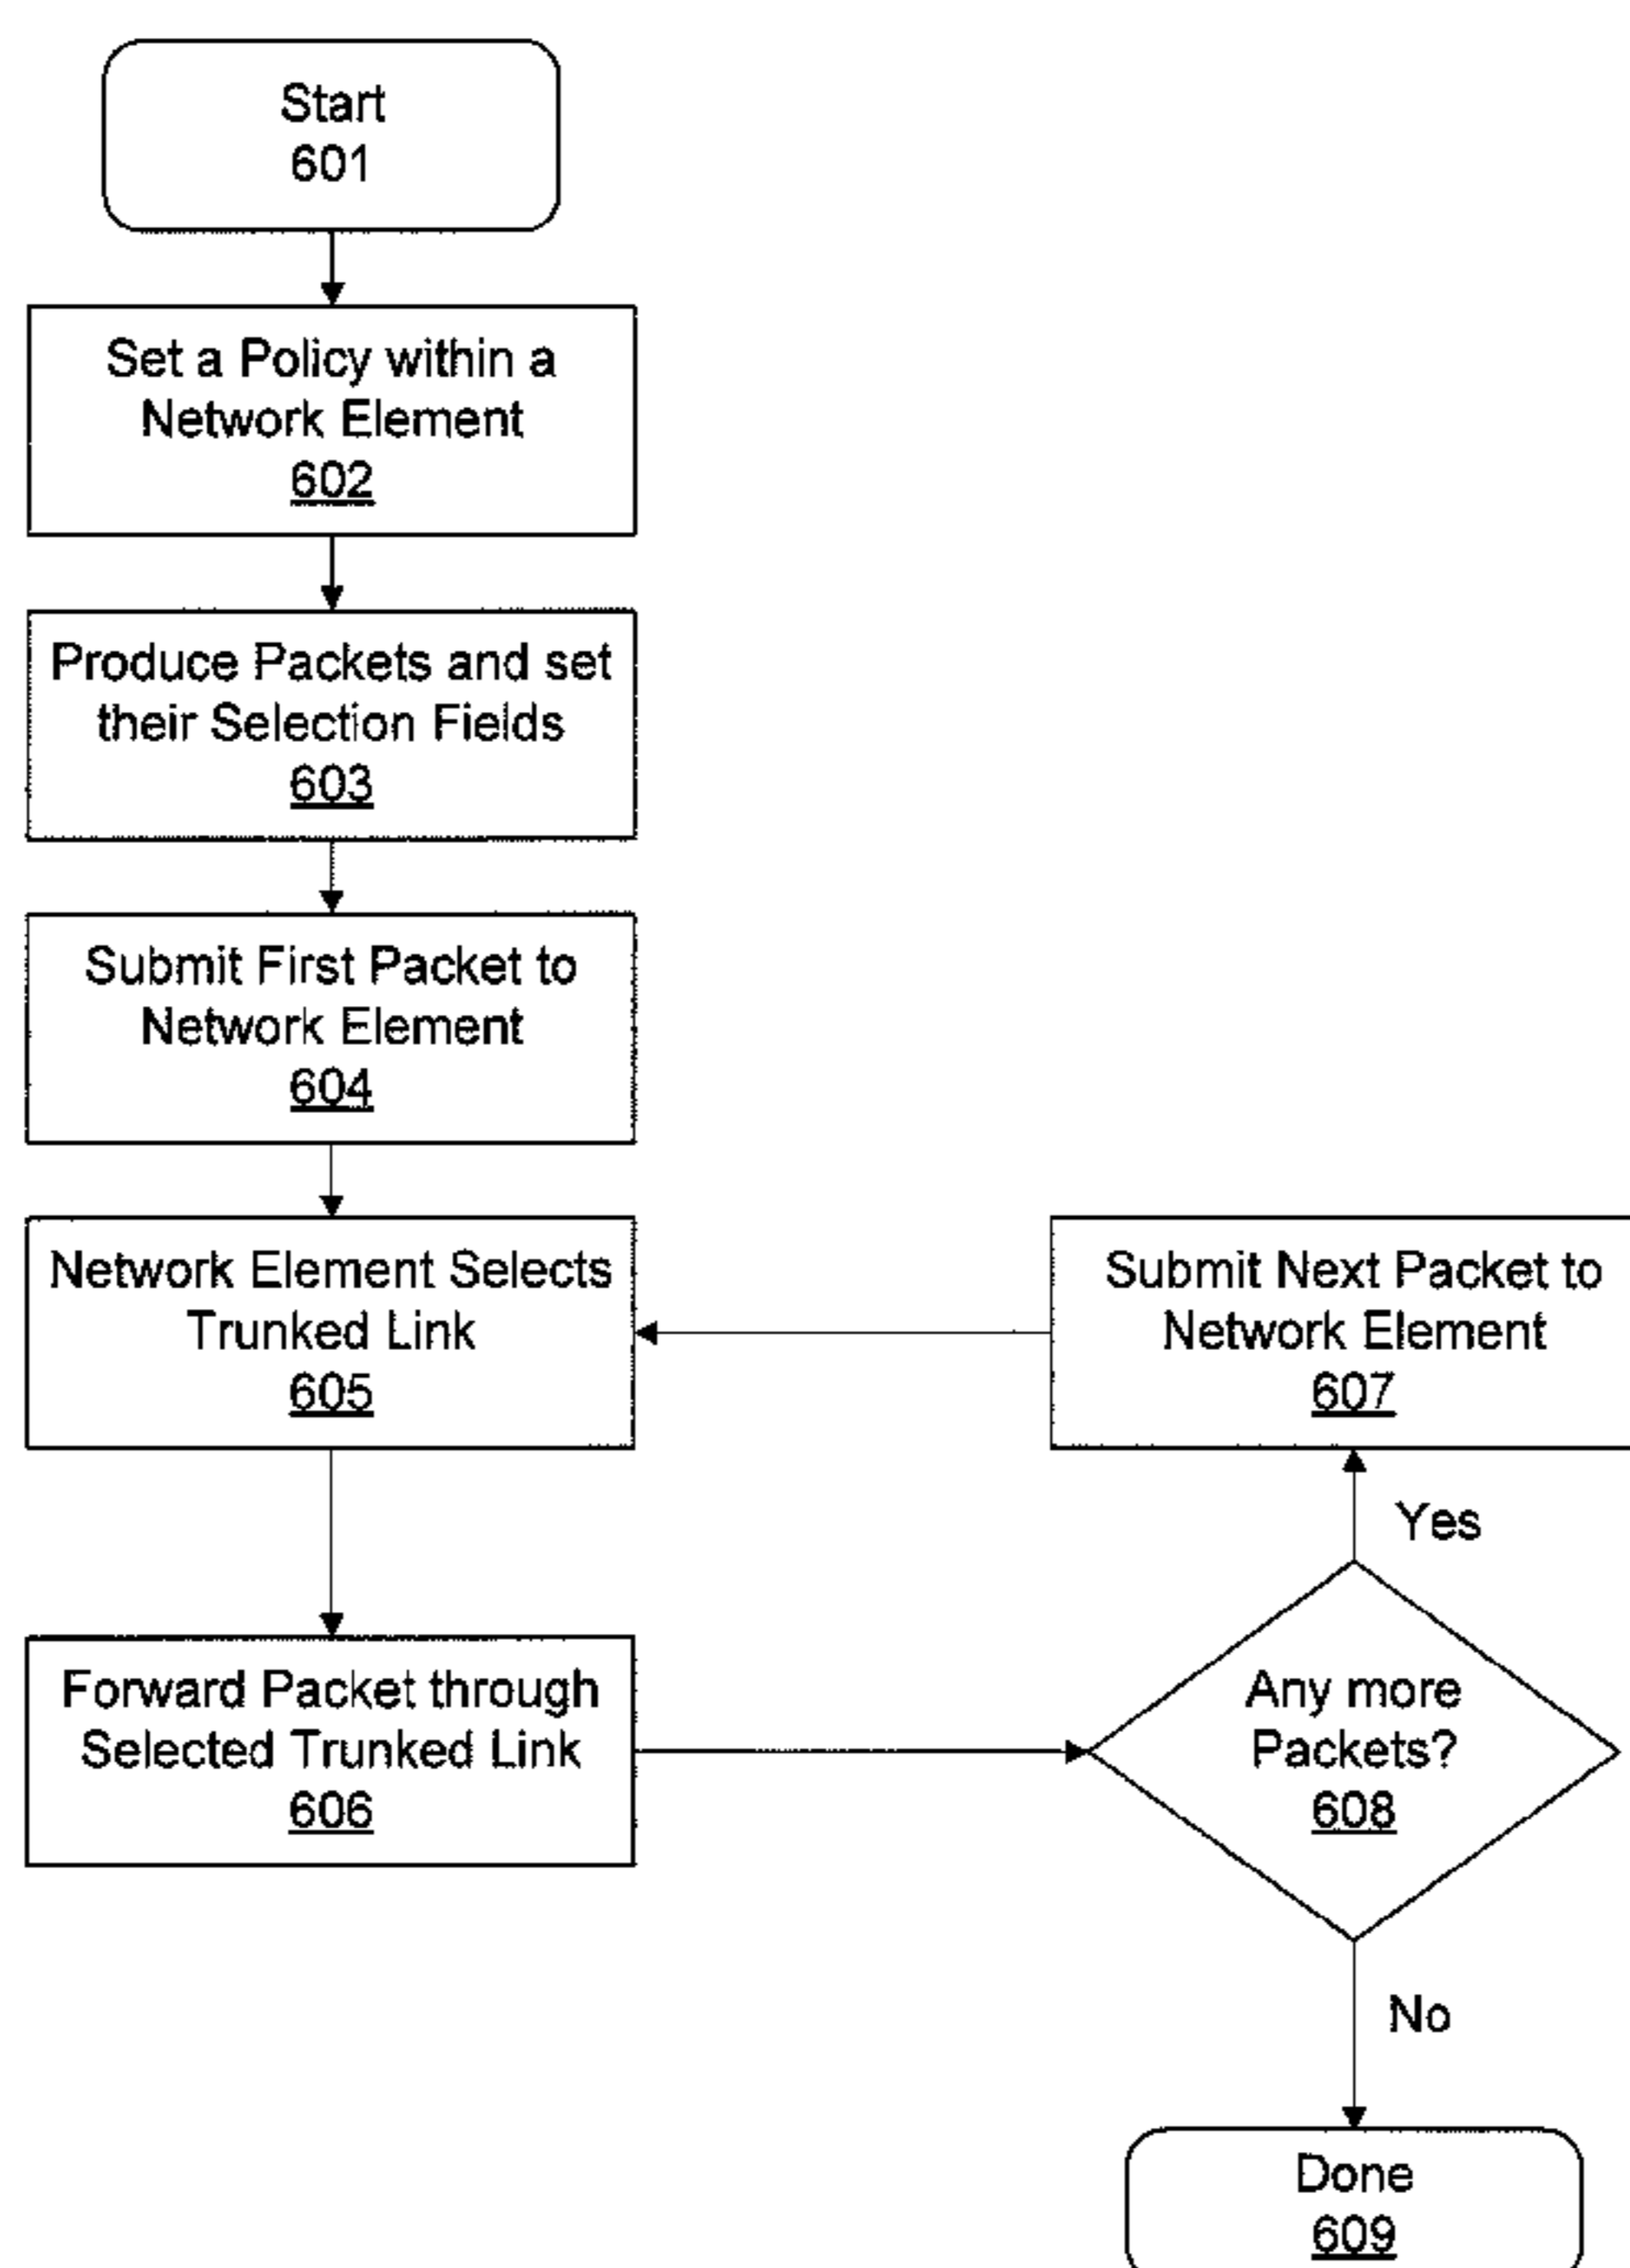 Start
601
Set a Policy within a
Network Element
602
Produce Packets and set
their Selection Fields
603
Submit First Packet to
Network Element
604
Network Element Selects
Trunked Link
605
Submit Next Packet to
Network Element
607
Yes
Forward Packet through
Selected Trunked Link
606
Any more
Packets?
608
No
Done
609